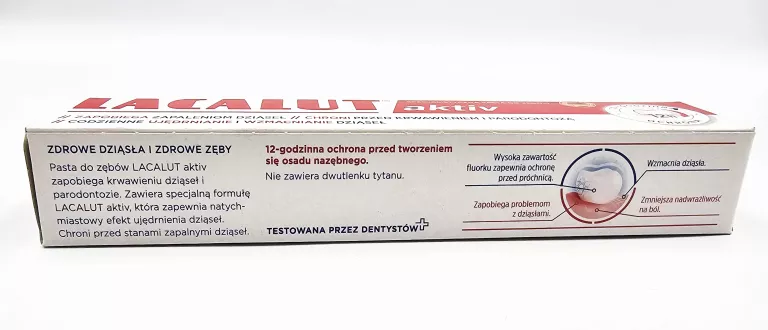 LACALUT aktiv
// ZAPOBIEGA ZAPALENIOM DZIĄSEŁ // CHRONI PRZED KRWAWIENIEM I PARODONTOZĄ
// CODZIENNE UJĘDRNIANIE I WZMACNIANIE DZIĄSEŁ
12h
ZDROWE DZIĄSŁA I ZDROWE ZĘBY
Pasta do zębów LACALUT aktiv
zapobiega krwawieniu dziąseł i
parodontozie. Zawiera specjalną formułę
LACALUT aktiv, która zapewnia natych-
miastowy efekt ujędrnienia dziąseł.
Chroni przed stanami zapalnymi dziąseł.
12-godzinna ochrona przed tworzeniem
się osadu nazębnego.
Nie zawiera dwutlenku tytanu.
TESTOWANA PRZEZ DENTYSTÓW
Wysoka zawartość
fluorku zapewnia ochronę
przed próchnicą.
Wzmacnia dziąsła.
Zapobiega problemom
z dziąsłami.
Zmniejsza nadwrażliwość
na ból.